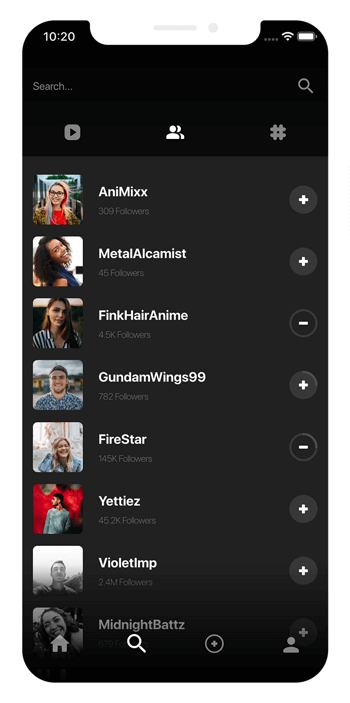 10:20
Search...
AniMixx
309 Followers
MetalAlcamist
45 Followers
FinkHairAnime
4.5K Followers
GundamWings99
782 Followers
FireStar
145K Followers
Yettiez
45.2K Followers
VioletImp
2.4M Followers
MidnightBattz
Followers